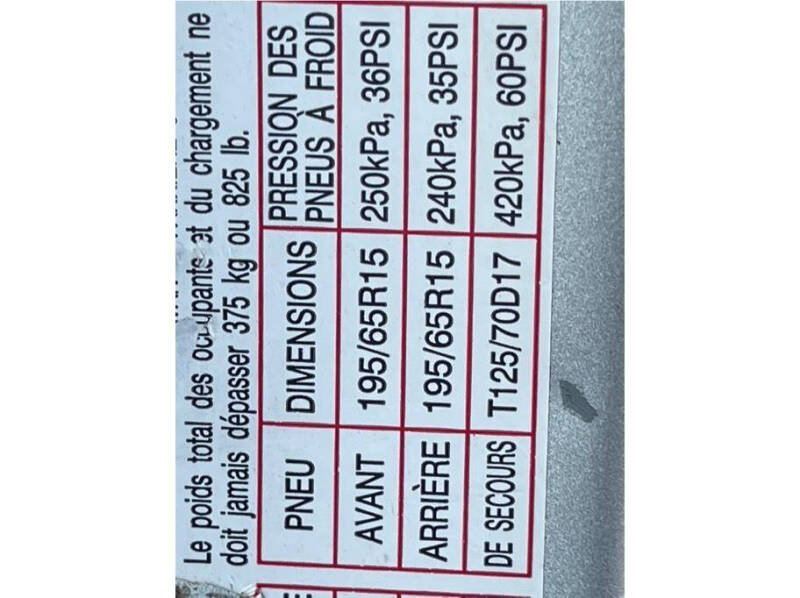 Le poids total des occupants et du chargement ne
doit jamais dépasser 375 kg ou 825 lb.
PNEU DIMENSIONS PRESSION DES
PNEUS À FROID
AVANT 195/65R15 250kPa, 36PSI
ARRIÈRE 195/65R15 240kPa, 35PSI
DE SECOURS T125/70D17 420kPa, 60PSI